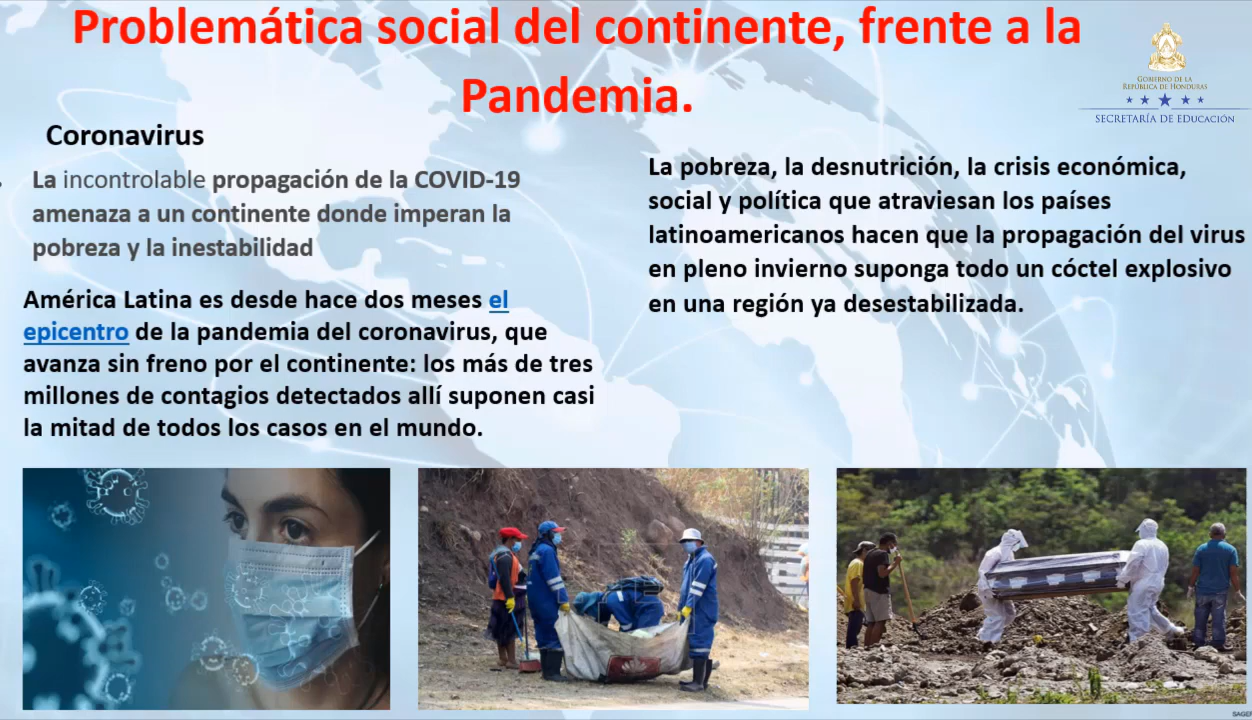 Problemática social del continente, frente a la
Pandemia.
GOBIERNO DE LA
REPÚBLICA DE HONDURAS
SECRETARÍA DE EDUCACIÓN
Coronavirus
La incontrolable propagación de la COVID-19
amenaza a un continente donde imperan la
pobreza y la inestabilidad
América Latina es desde hace dos meses el
epicentro de la pandemia del coronavirus, que
avanza sin freno por el continente: los más de tres
millones de contagios detectados allí suponen casi
la mitad de todos los casos en el mundo.
La pobreza, la desnutrición, la crisis económica,
social y política que atraviesan los países
latinoamericanos hacen que la propagación del virus
en pleno invierno suponga todo un cóctel explosivo
en una región ya desestabilizada.